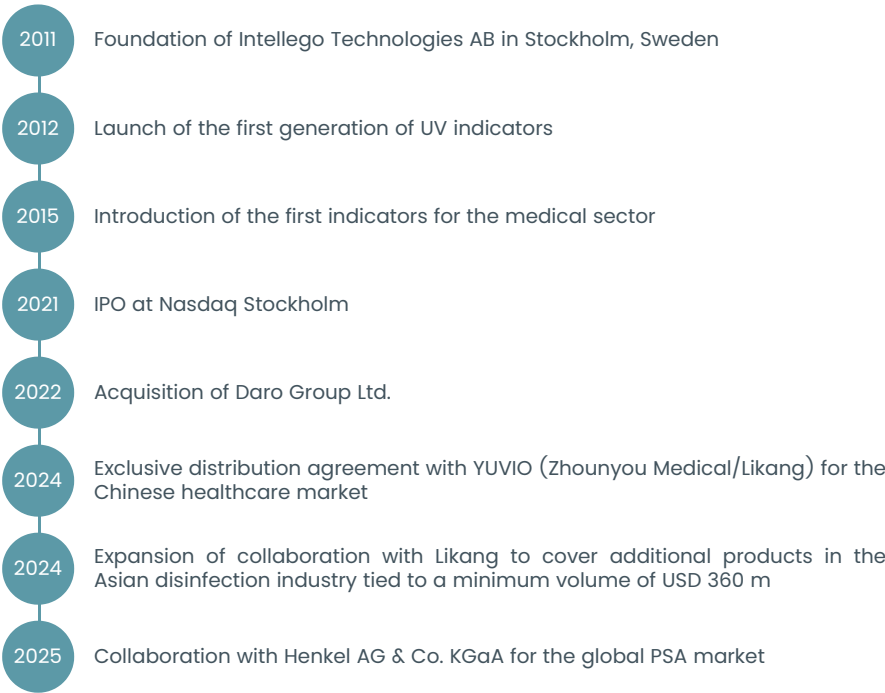 2011
Foundation of Intellego Technologies AB in Stockholm, Sweden
2012
Launch of the first generation of UV indicators
2015
Introduction of the first indicators for the medical sector
2021
IPO at Nasdaq Stockholm
2022
Acquisition of Daro Group Ltd.
2024
Exclusive distribution agreement with YUVIO (Zhounyou Medical/Likang) for the
Chinese healthcare market
2024
Expansion of collaboration with Likang to cover additional products in the
Asian disinfection industry tied to a minimum volume of USD 360 m
2025
Collaboration with Henkel AG & Co. KGaA for the global PSA market